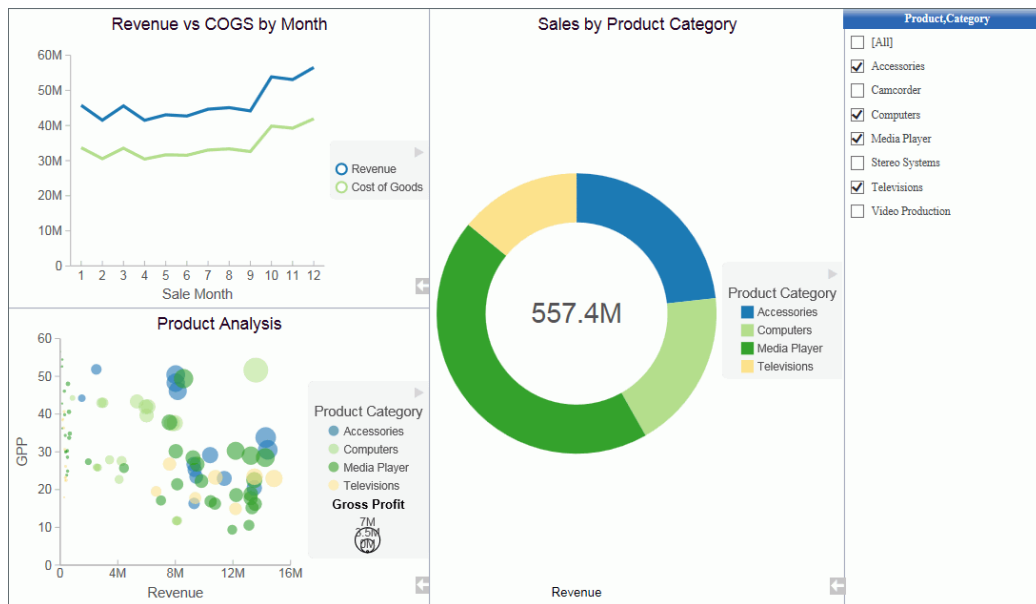 Revenue vs COGS by Month
60M
50M
40M
30M
20M
10M
0
1 2 3 4 5 6 7 8 9 10 11 12
Sale Month
Revenue
Cost of Goods
Product Analysis
60
50
40
30
20
10
0
GPP
0 4M 8M 12M 16M
Revenue
Product Category
Accessories
Computers
Media Player
Televisions
Gross Profit
7M
3.5M
0M
Sales by Product Category
557.4M
Revenue
Product Category
Accessories
Computers
Media Player
Televisions
Product,Category
[All]
Accessories
Camcorder
Computers
Media Player
Stereo Systems
Televisions
Video Production